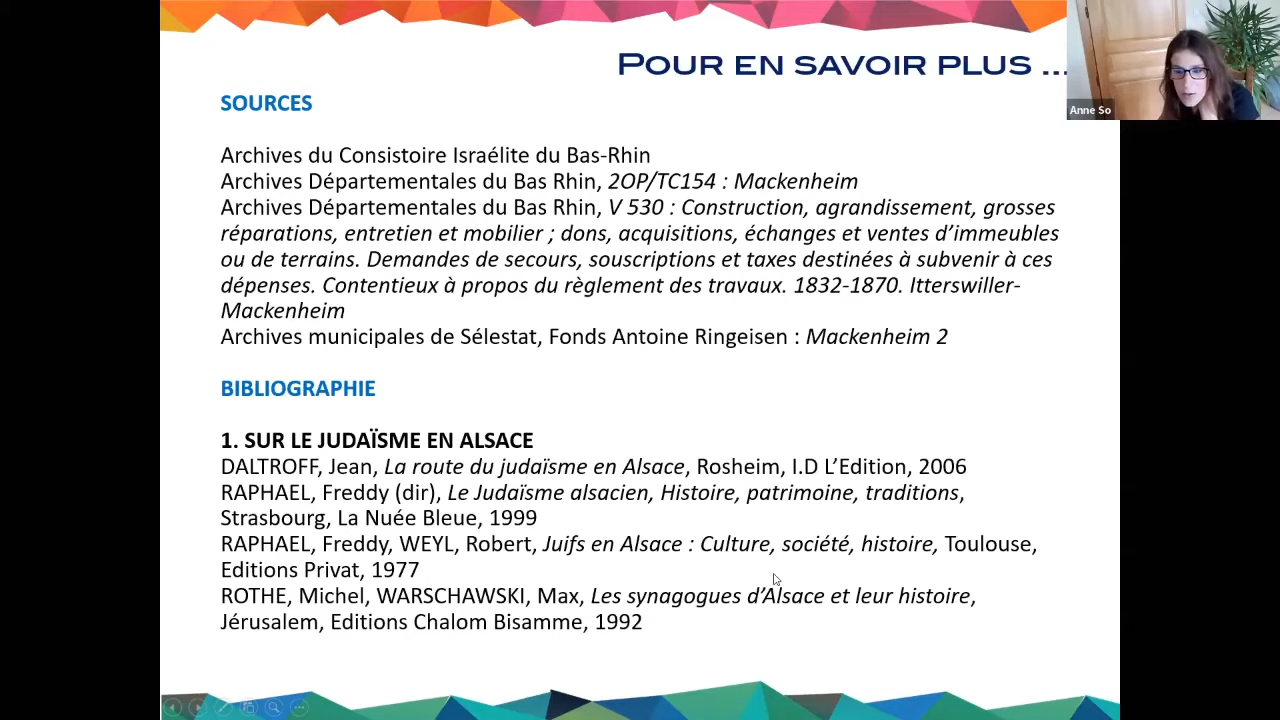 POUR EN SAVOIR PLUS ...
Anne So
SOURCES
Archives du Consistoire Israélite du Bas-Rhin
Archives Départementales du Bas Rhin, 2OP/TC154 : Mackenheim
Archives Départementales du Bas Rhin, V 530 : Construction, agrandissement, grosses
réparations, entretien et mobilier ; dons, acquisitions, échanges et ventes d’immeubles
ou de terrains. Demandes de secours, souscriptions et taxes destinées à subvenir à ces
dépenses. Contentieux à propos du règlement des travaux. 1832-1870. Itterswiller-
Mackenheim
Archives municipales de Sélestat, Fonds Antoine Ringeisen : Mackenheim 2
BIBLIOGRAPHIE
1. SUR LE JUDAÏSME EN ALSACE
DALTROFF, Jean, La route du judaïsme en Alsace, Rosheim, I.D L’Edition, 2006
RAPHAEL, Freddy (dir), Le Judaïsme alsacien, Histoire, patrimoine, traditions,
Strasbourg, La Nuée Bleue, 1999
RAPHAEL, Freddy, WEYL, Robert, Juifs en Alsace : Culture, société, histoire, Toulouse,
Editions Privat, 1977
ROTHE, Michel, WARSCHAWSKI, Max, Les synagogues d’Alsace et leur histoire,
Jérusalem, Editions Chalom Bisamme, 1992